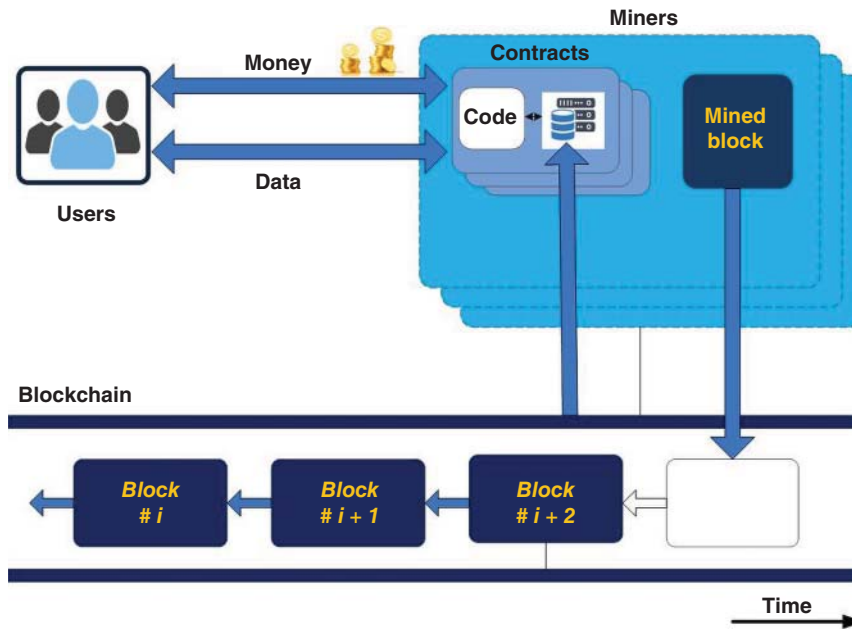 Miners
Money
Contracts
Code
Mined
block
Data
Users
Blockchain
Block
# i
Block
# i + 1
Block
# i + 2
Time